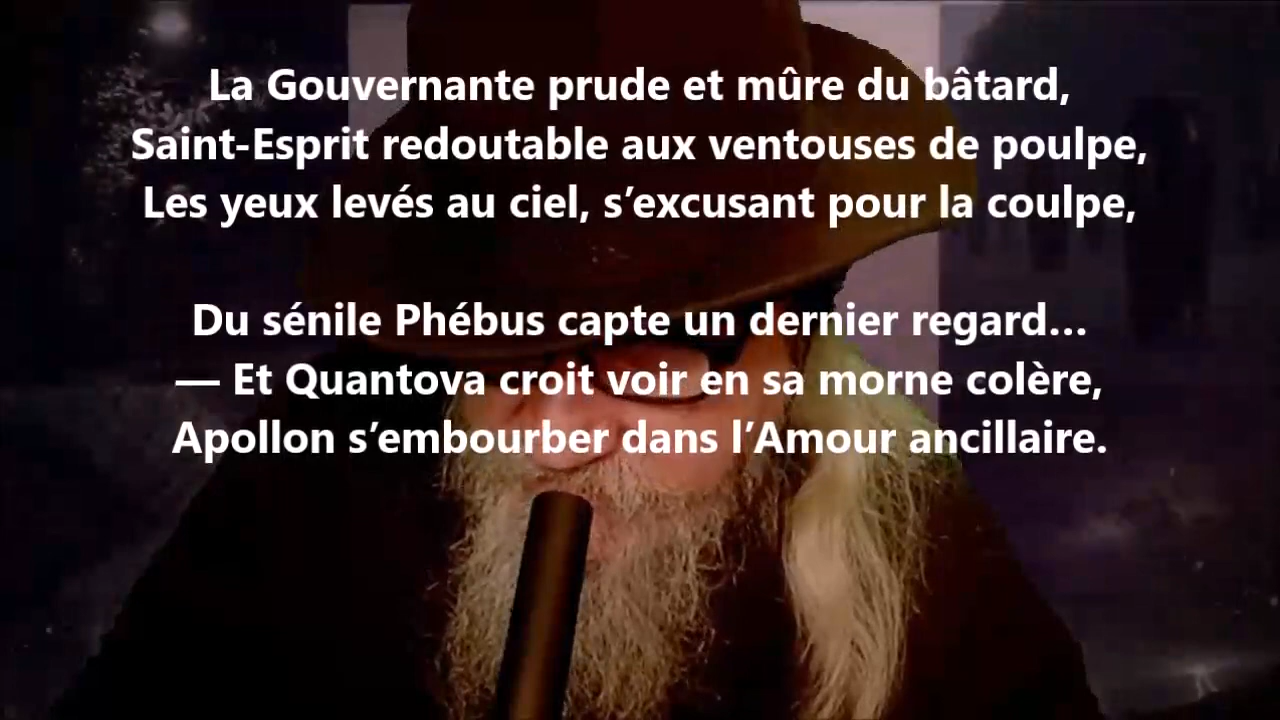 La Gouvernante prude et mûre du bâtard,
Saint-Esprit redoutable aux ventouses de poulpe,
Les yeux levés au ciel, s’excusant pour la coulpe,
Du sénile Phébus capte un dernier regard…
— Et Quantova croit voir en sa morne colère,
Apollon s’embourber dans l’Amour ancillaire.